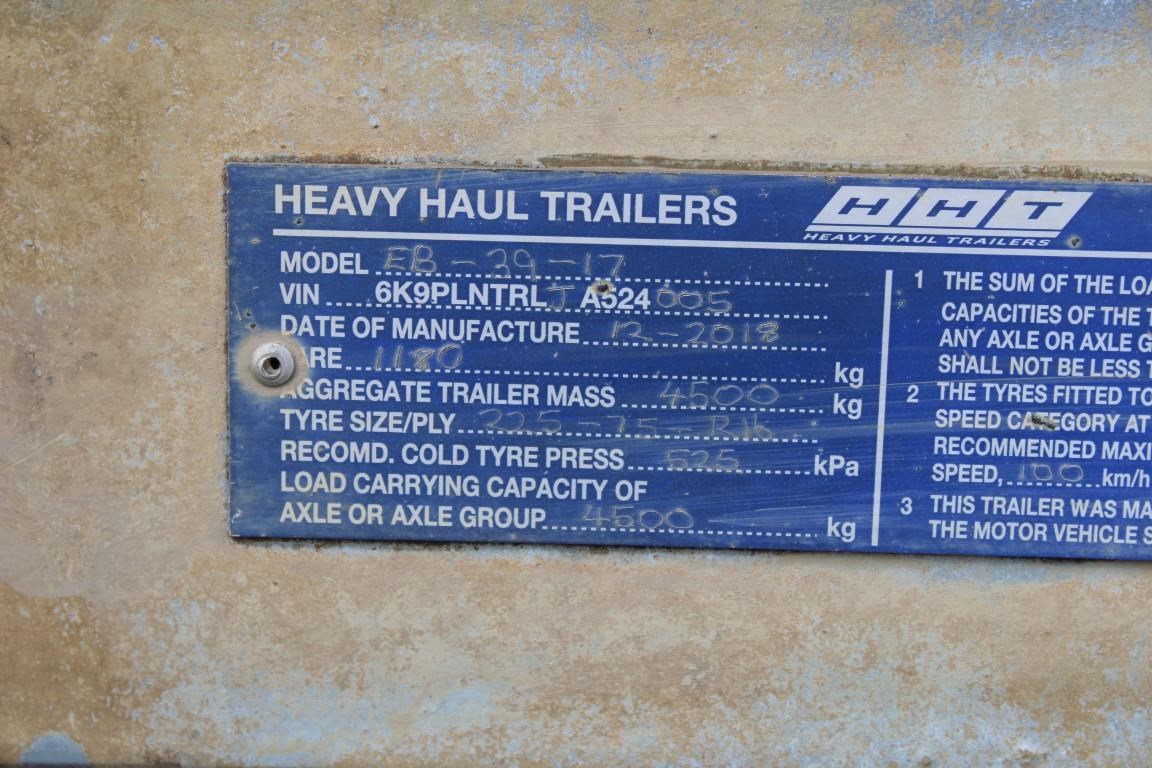 HEAVY HAUL TRAILERS
HHT
HEAVY HAUL TRAILERS
MODEL EB-39-17
VIN 6K9PLNTRLJA524005
DATE OF MANUFACTURE 12-2018
ARE 1180 kg
AGGREGATE TRAILER MASS 4500 kg
TYRE SIZE/PLY 225-75-R16
RECOMD. COLD TYRE PRESS 525 kPa
LOAD CARRYING CAPACITY OF
AXLE OR AXLE GROUP 4500 kg
1 THE SUM OF THE LOA
CAPACITIES OF THE T
ANY AXLE OR AXLE G
SHALL NOT BE LESS T
2 THE TYRES FITTED TO
SPEED CATEGORY AT
RECOMMENDED MAXI
SPEED, 100 km/h
3 THIS TRAILER WAS MA
THE MOTOR VEHICLE S